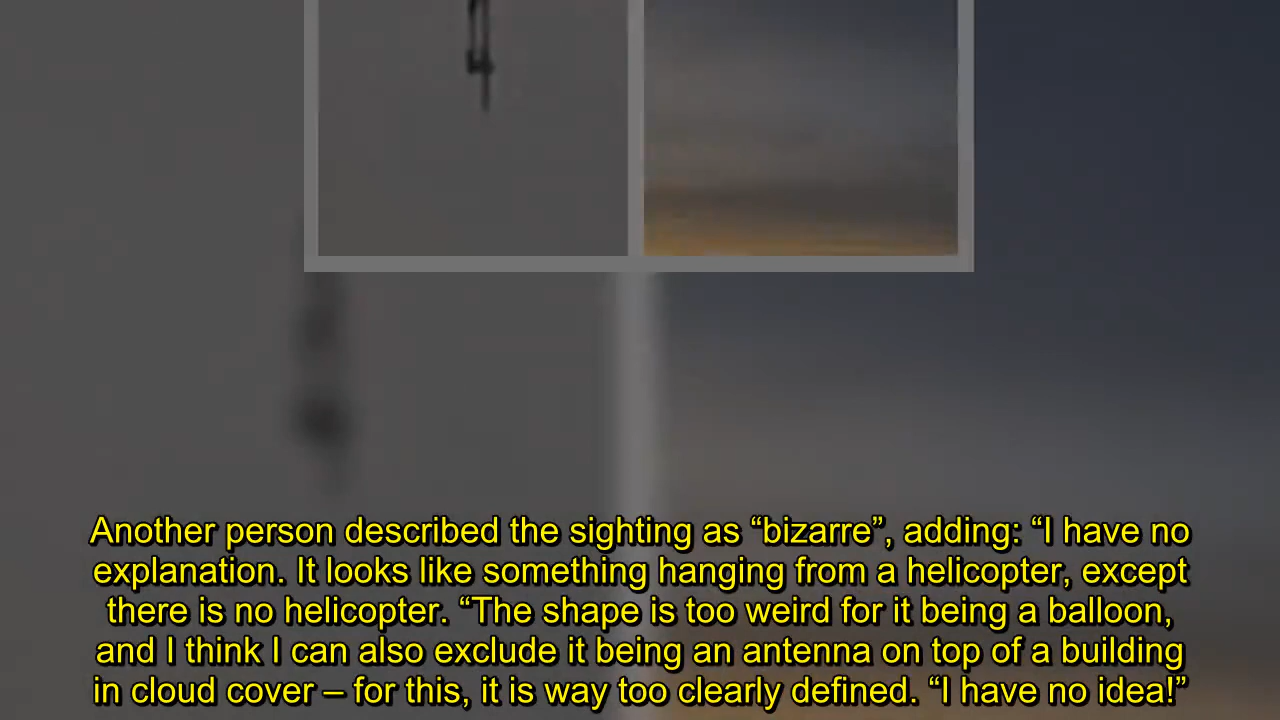 Another person described the sighting as “bizarre”, adding: “I have no
explanation. It looks like something hanging from a helicopter, except
there is no helicopter. “The shape is too weird for it being a balloon,
and I think I can also exclude it being an antenna on top of a building
in cloud cover – for this, it is way too clearly defined. “I have no idea!”